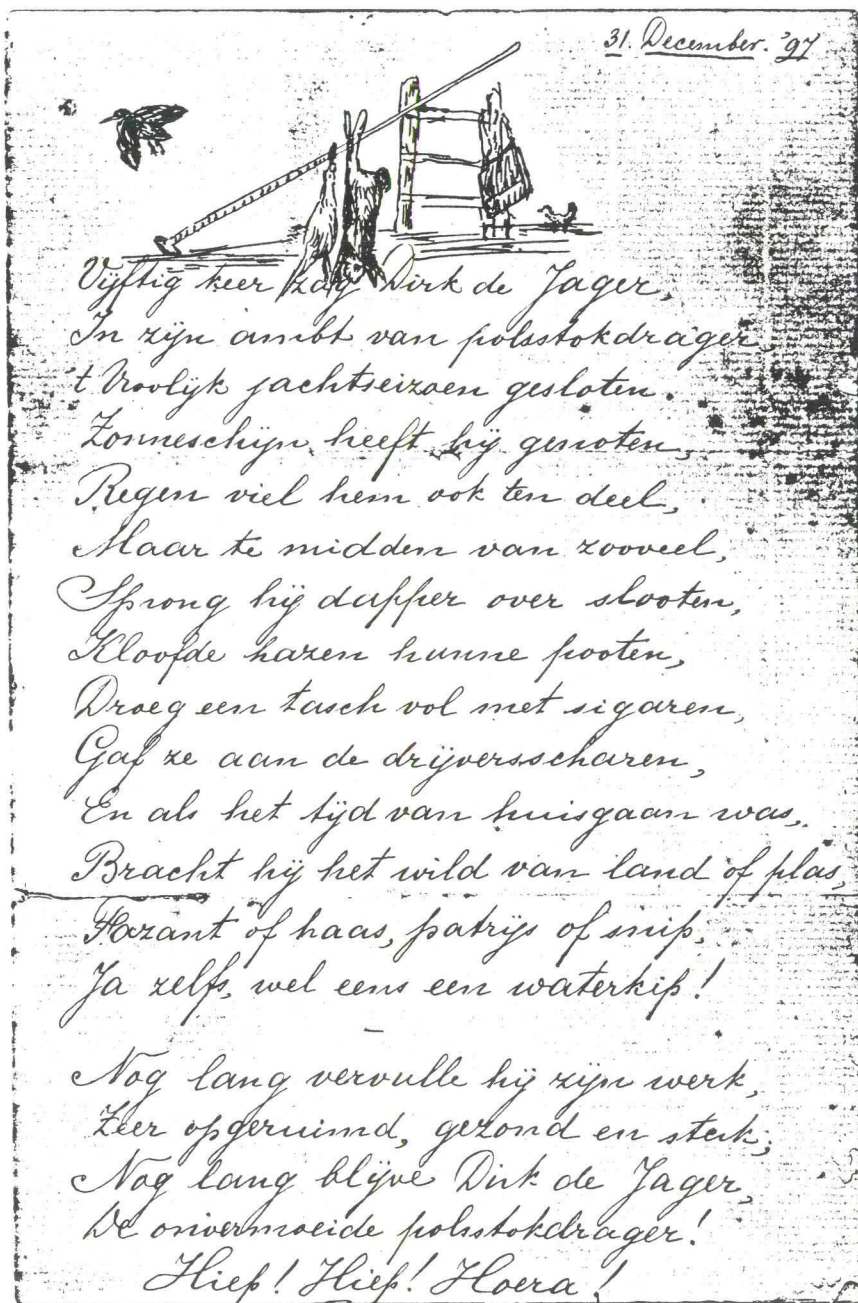 31. December. '97
Vijftig keer zag Dirk de Jager,
In zijn ambt van polsstokdrager
't Vroolijk jachtseizoen gesloten.
Zonneschijn heeft hij genoten,
Regen viel hem ook ten deel,
Maar te midden van zooveel,
Sprong hij dapper over slooten,
Kloofde hazen hunne pooten,
Droeg een tasch vol met sigaren,
Gaf ze aan de drijversscharen,
En als het tijd van huisgaan was,
Bracht hij het wild van land of plas,
Fazant of haas, patrijs of snip,
Ja zelfs, wel eens een waterkip!
Nog lang vervulle hij zijn werk,
Zeer opgeruimd, gezond en sterk;
Nog lang blijve Dirk de Jager,
De onvermoeide polsstokdrager!
Hiep! Hiep! Hoera!